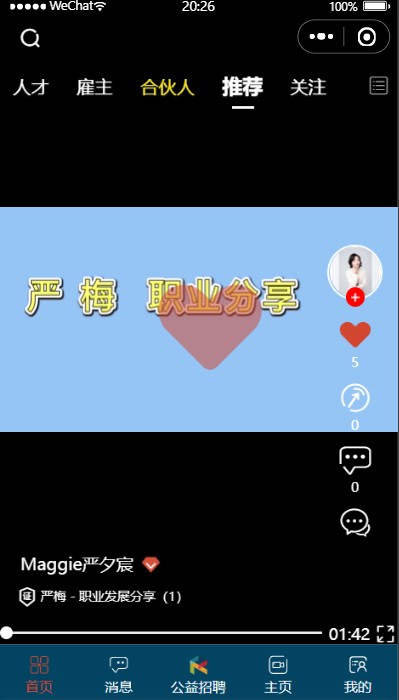 WeChat 20:26 100%
人才 雇主 合伙人 推荐 关注
严 梅 职业分享
5
0
0
Maggie严夕宸
证 严梅 - 职业发展分享（1）
01:42
首页 消息 公益招聘 主页 我的